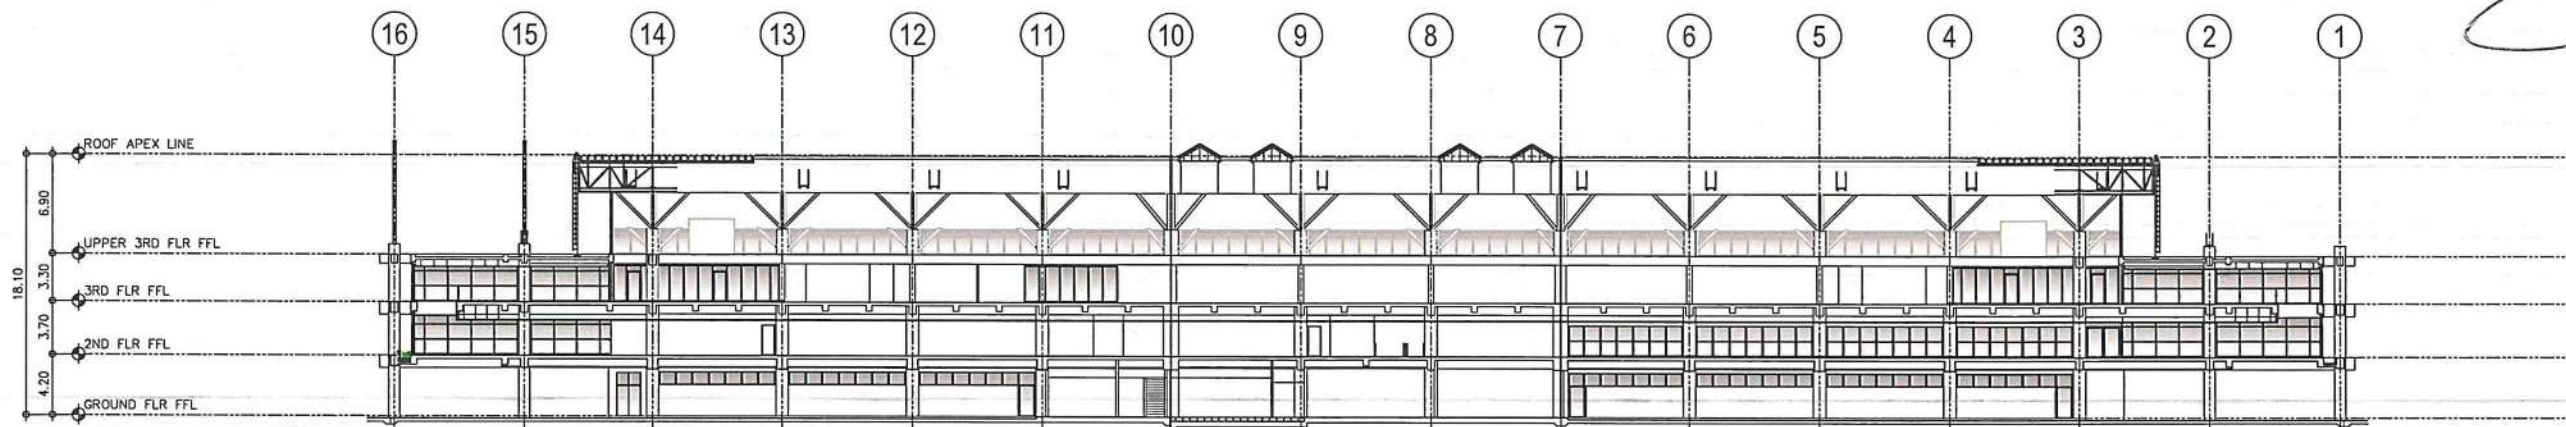 16 15 14 13 12 11 10 9 8 7 6 5 4 3 2 1
ROOF APEX LINE
6.90
UPPER 3RD FLR FFL
3.30
18.10
3RD FLR FFL
3.70
2ND FLR FFL
4.20
GROUND FLR FFL